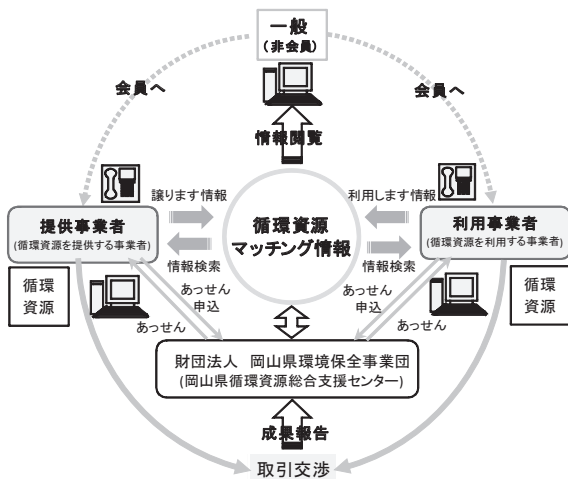 一般
(非会員)
会員へ
会員へ
情報閲覧
譲ります情報
利用します情報
提供事業者
(循環資源を提供する事業者)
循環資源
マッチング情報
利用事業者
(循環資源を利用する事業者)
情報検索
情報検索
循環
資源
あっせん
申込
あっせん
あっせん
申込
あっせん
循環
資源
財団法人 岡山県環境保全事業団
(岡山県循環資源総合支援センター)
成果報告
取引交渉